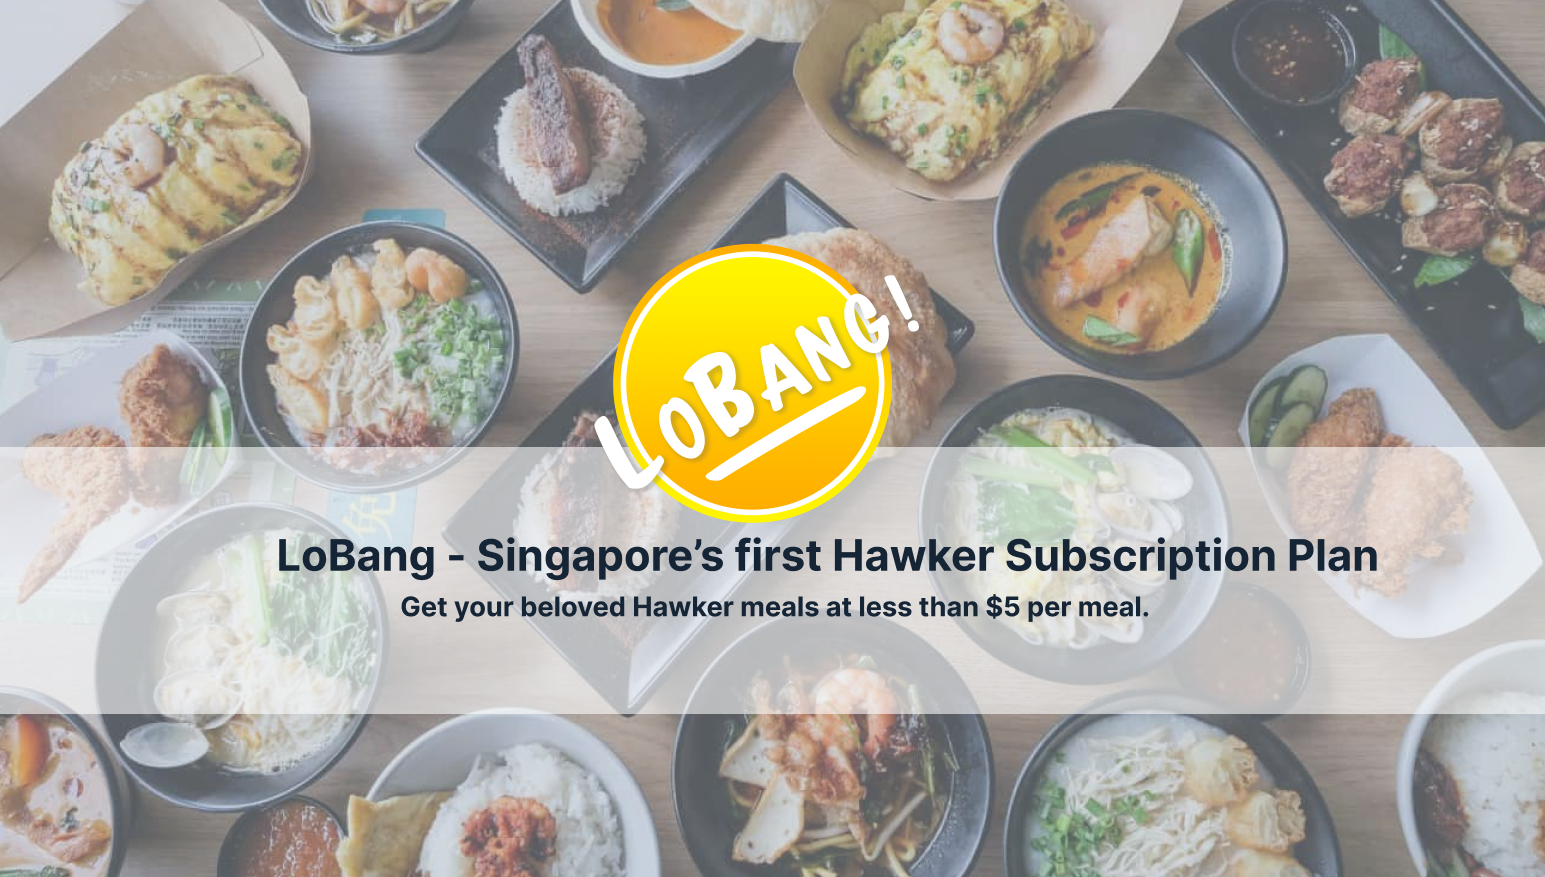 LOBANG!
LoBang - Singapore’s first Hawker Subscription Plan
Get your beloved Hawker meals at less than $5 per meal.